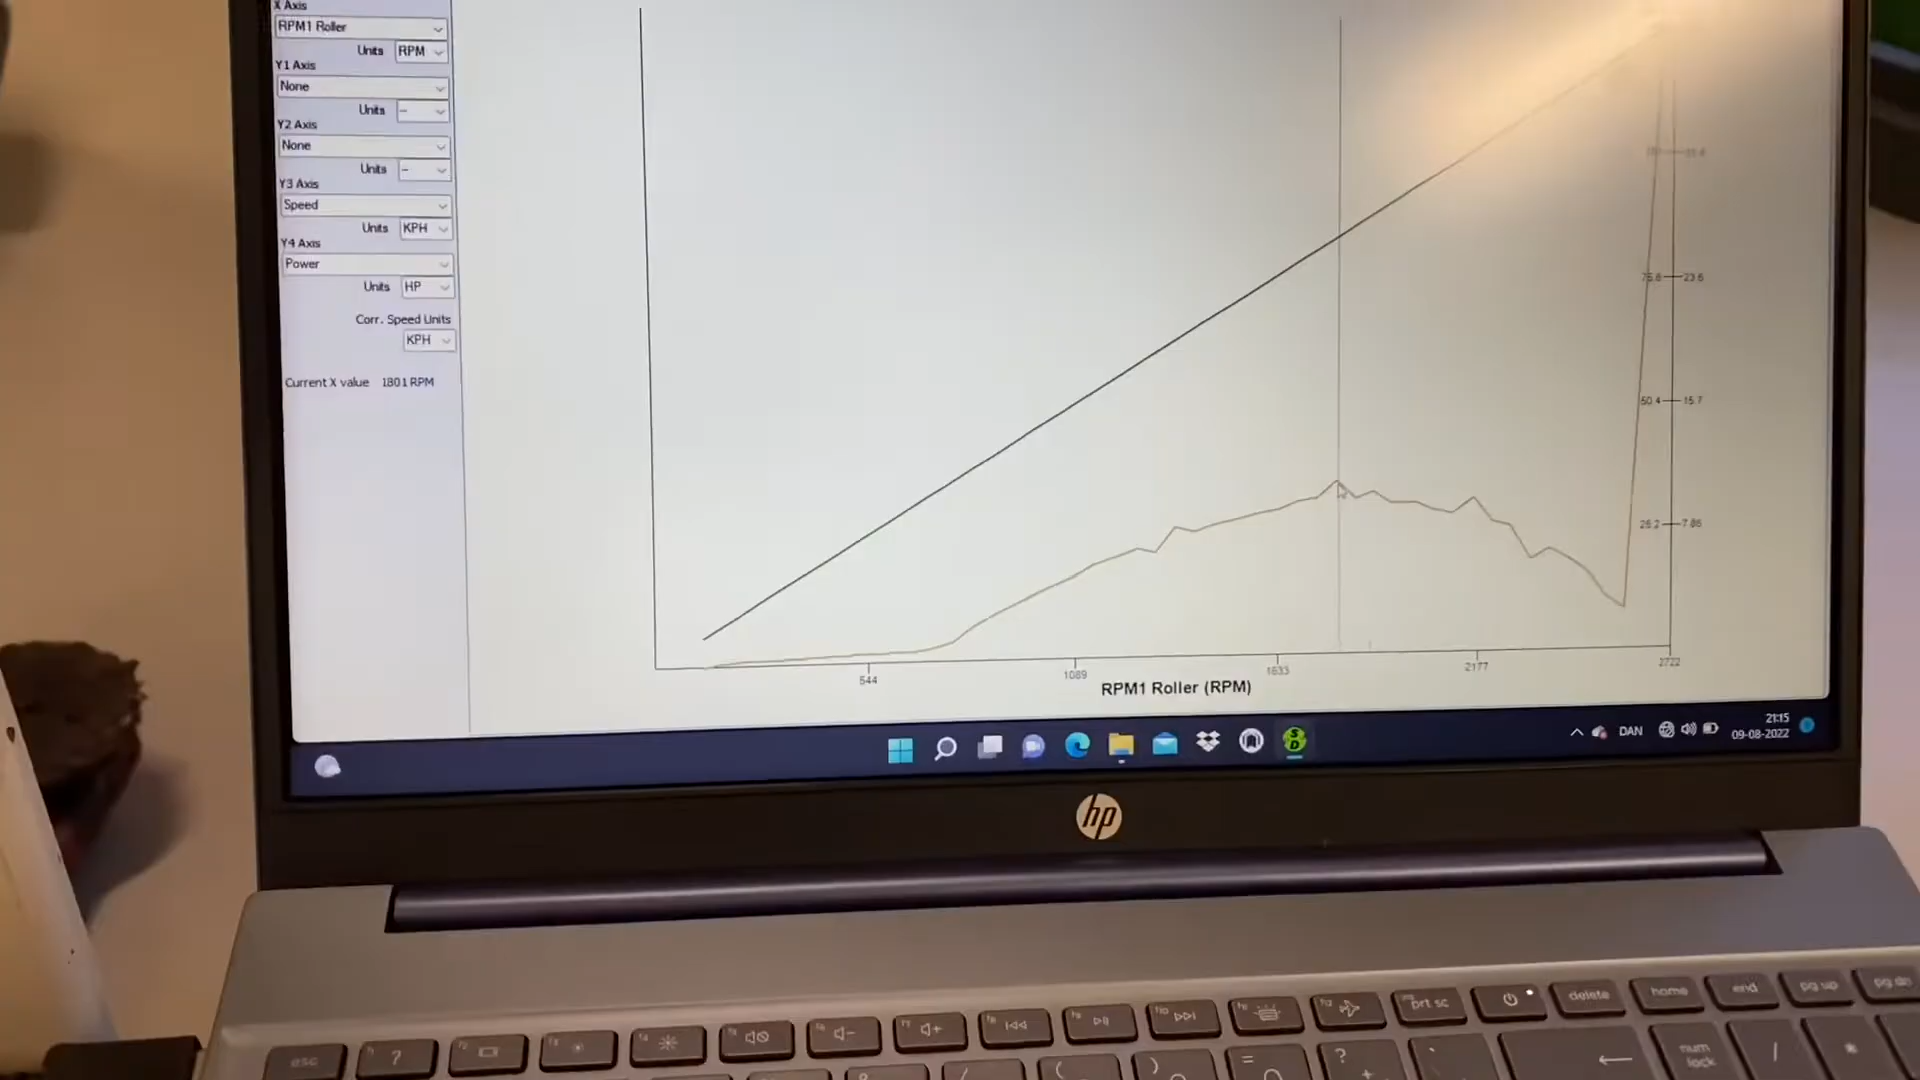 X Axis
RPM1 Roller
Units RPM
Y1 Axis
None
Units --
Y2 Axis
None
Units --
Y3 Axis
Speed
Units KPH
Y4 Axis
Power
Units HP
Corr. Speed Units
KPH
Current X value 1801 RPM
75.6 23.6
50.4 15.7
25.2 7.86
544 1089 1633 2177 2722
RPM1 Roller (RPM)
DAN
21:15
09-08-2022
hp
esc
prt sc
delete
home
end
pg up
pg dn
num
lock